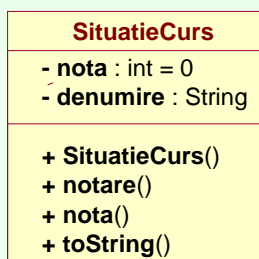 SituatieCurs
- nota : int = 0
- denumire : String
+ SituatieCurs()
+ notare()
+ nota()
+ toString()